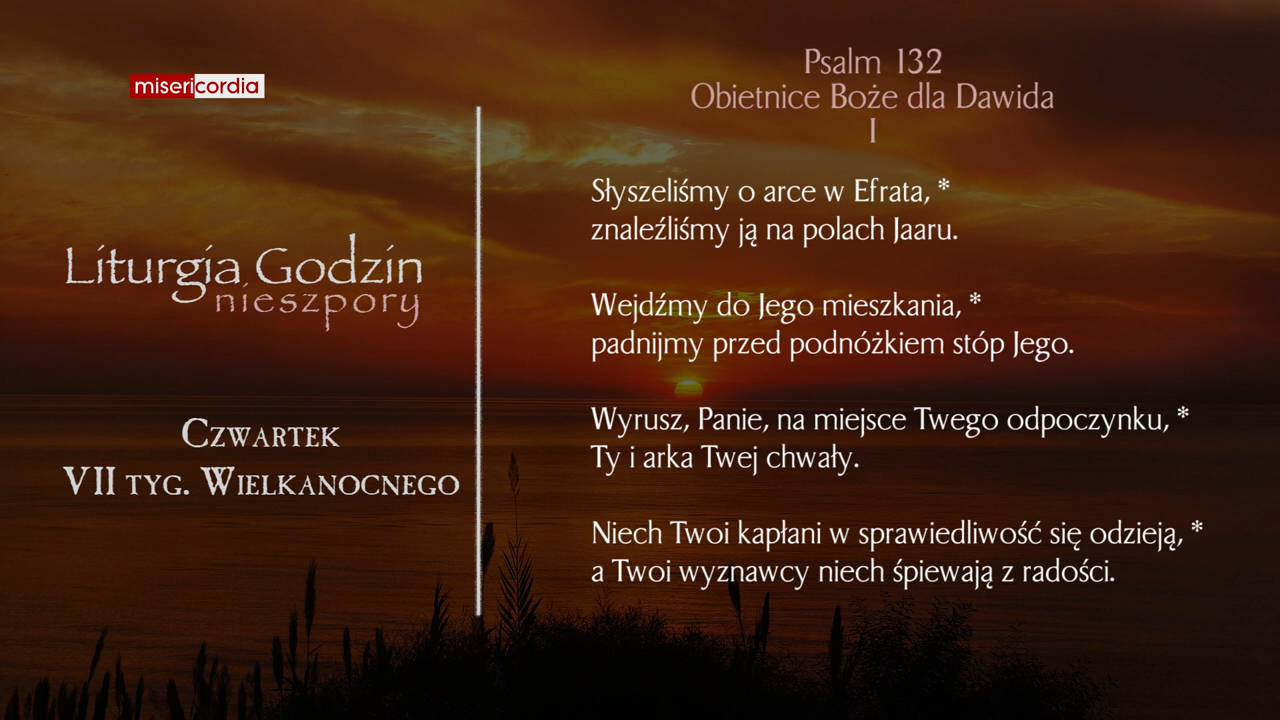 misericordia
Liturgia Godzin
nieszpory
Czwartek
VII tyg. Wielkanocnego
Psalm 132
Obietnice Boże dla Dawida
I
Słyszeliśmy o arce w Efrata, *
znaleźliśmy ją na polach Jaaru.
Wejdźmy do Jego mieszkania, *
padnijmy przed podnóżkiem stóp Jego.
Wyrusz, Panie, na miejsce Twego odpoczynku, *
Ty i arka Twej chwały.
Niech Twoi kapłani w sprawiedliwość się odzieją, *
a Twoi wyznawcy niech śpiewają z radości.